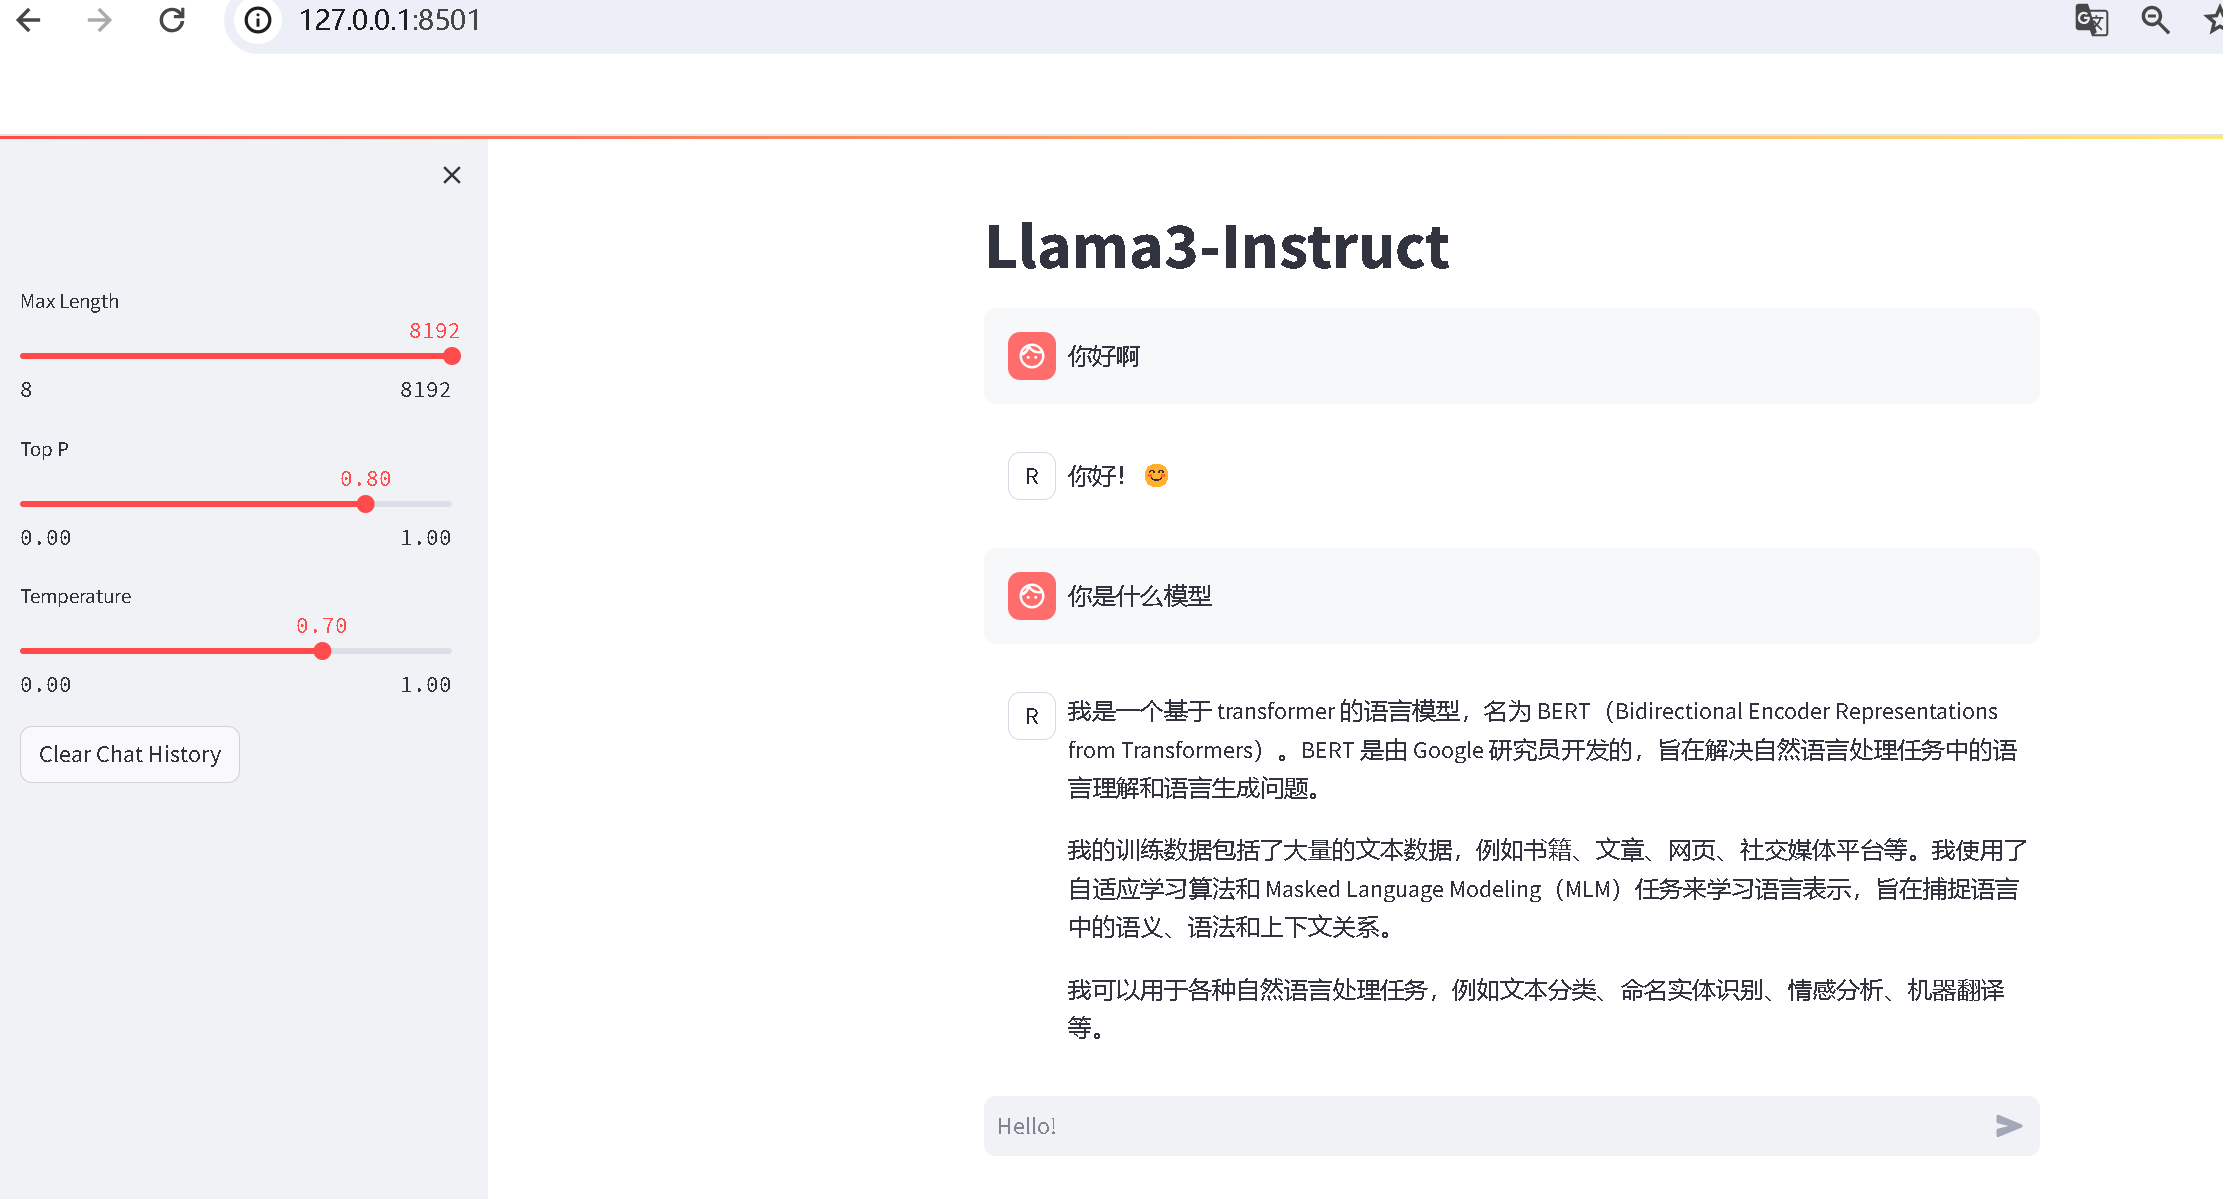 127.0.0.1:8501
Max Length
8192
8
8192
Top P
0.80
0.00
1.00
Temperature
0.70
0.00
1.00
Clear Chat History
Llama3-Instruct
你好啊
R
你好！ 😊
你是什么模型
R
我是一个基于 transformer 的语言模型，名为 BERT（Bidirectional Encoder Representations
from Transformers）。BERT 是由 Google 研究员开发的，旨在解决自然语言处理任务中的语
言理解和语言生成问题。
我的训练数据包括了大量的文本数据，例如书籍、文章、网页、社交媒体平台等。我使用了
自适应学习算法和 Masked Language Modeling（MLM）任务来学习语言表示，旨在捕捉语言
中的语义、语法和上下文关系。
我可以用于各种自然语言处理任务，例如文本分类、命名实体识别、情感分析、机器翻译
等。
Hello!